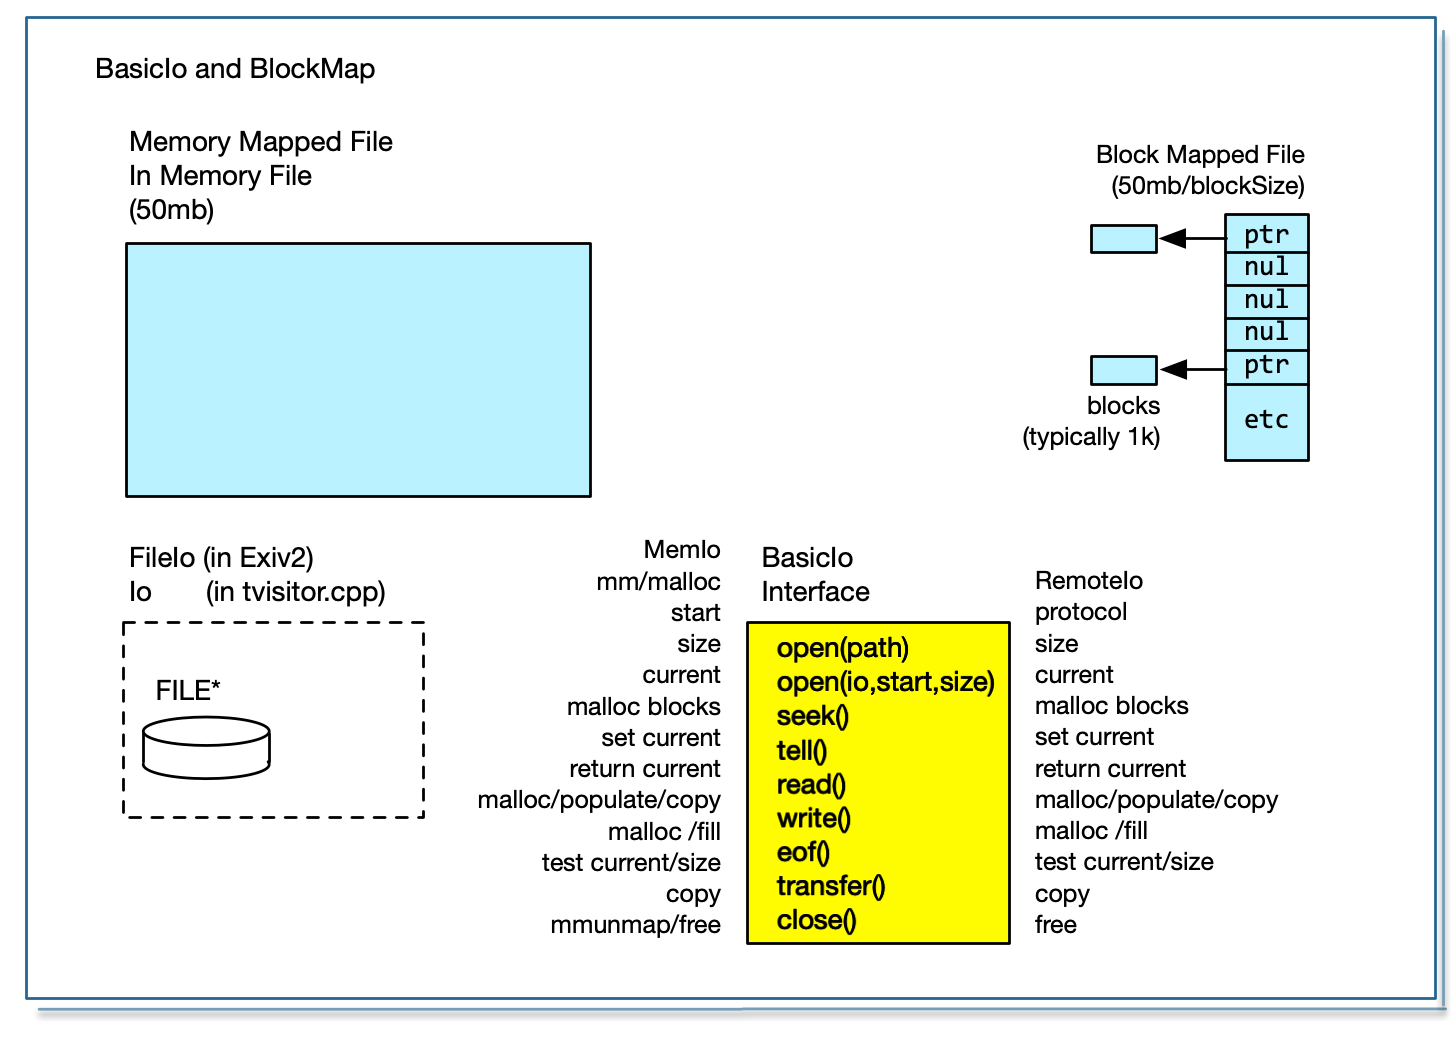 BasicIo and BlockMap
Memory Mapped File
In Memory File
(50mb)
Block Mapped File
(50mb/blockSize)
ptr
nul
nul
nul
ptr
etc
blocks
(typically 1k)
FileIo (in Exiv2)
Io (in tvisitor.cpp)
FILE*
MemIo
mm/malloc
start
size
current
malloc blocks
set current
return current
malloc/populate/copy
malloc /fill
test current/size
copy
mmunmap/free
BasicIo
Interface
open(path)
open(io,start,size)
seek()
tell()
read()
write()
eof()
transfer()
close()
RemoteIo
protocol
size
current
malloc blocks
set current
return current
malloc/populate/copy
malloc /fill
test current/size
copy
free